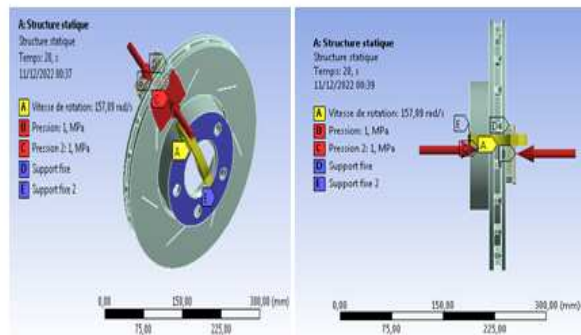 A: Structure statique
Structure statique
Temps: 20, s
11/12/2022 00:37
A Vitesse de rotation: 157,89 rad/s
B Pression: 1, MPa
C Pression 2: 1, MPa
D Support fixe
E Support fixe 2
A
E
0,00 150,00 300,00 (mm)
75,00 225,00
A: Structure statique
Structure statique
Temps: 20, s
11/12/2022 00:39
A Vitesse de rotation: 157,89 rad/s
B Pression: 1, MPa
C Pression 2: 1, MPa
D Support fixe
E Support fixe 2
E
A
0,00 150,00 300,00 (mm)
75,00 225,00